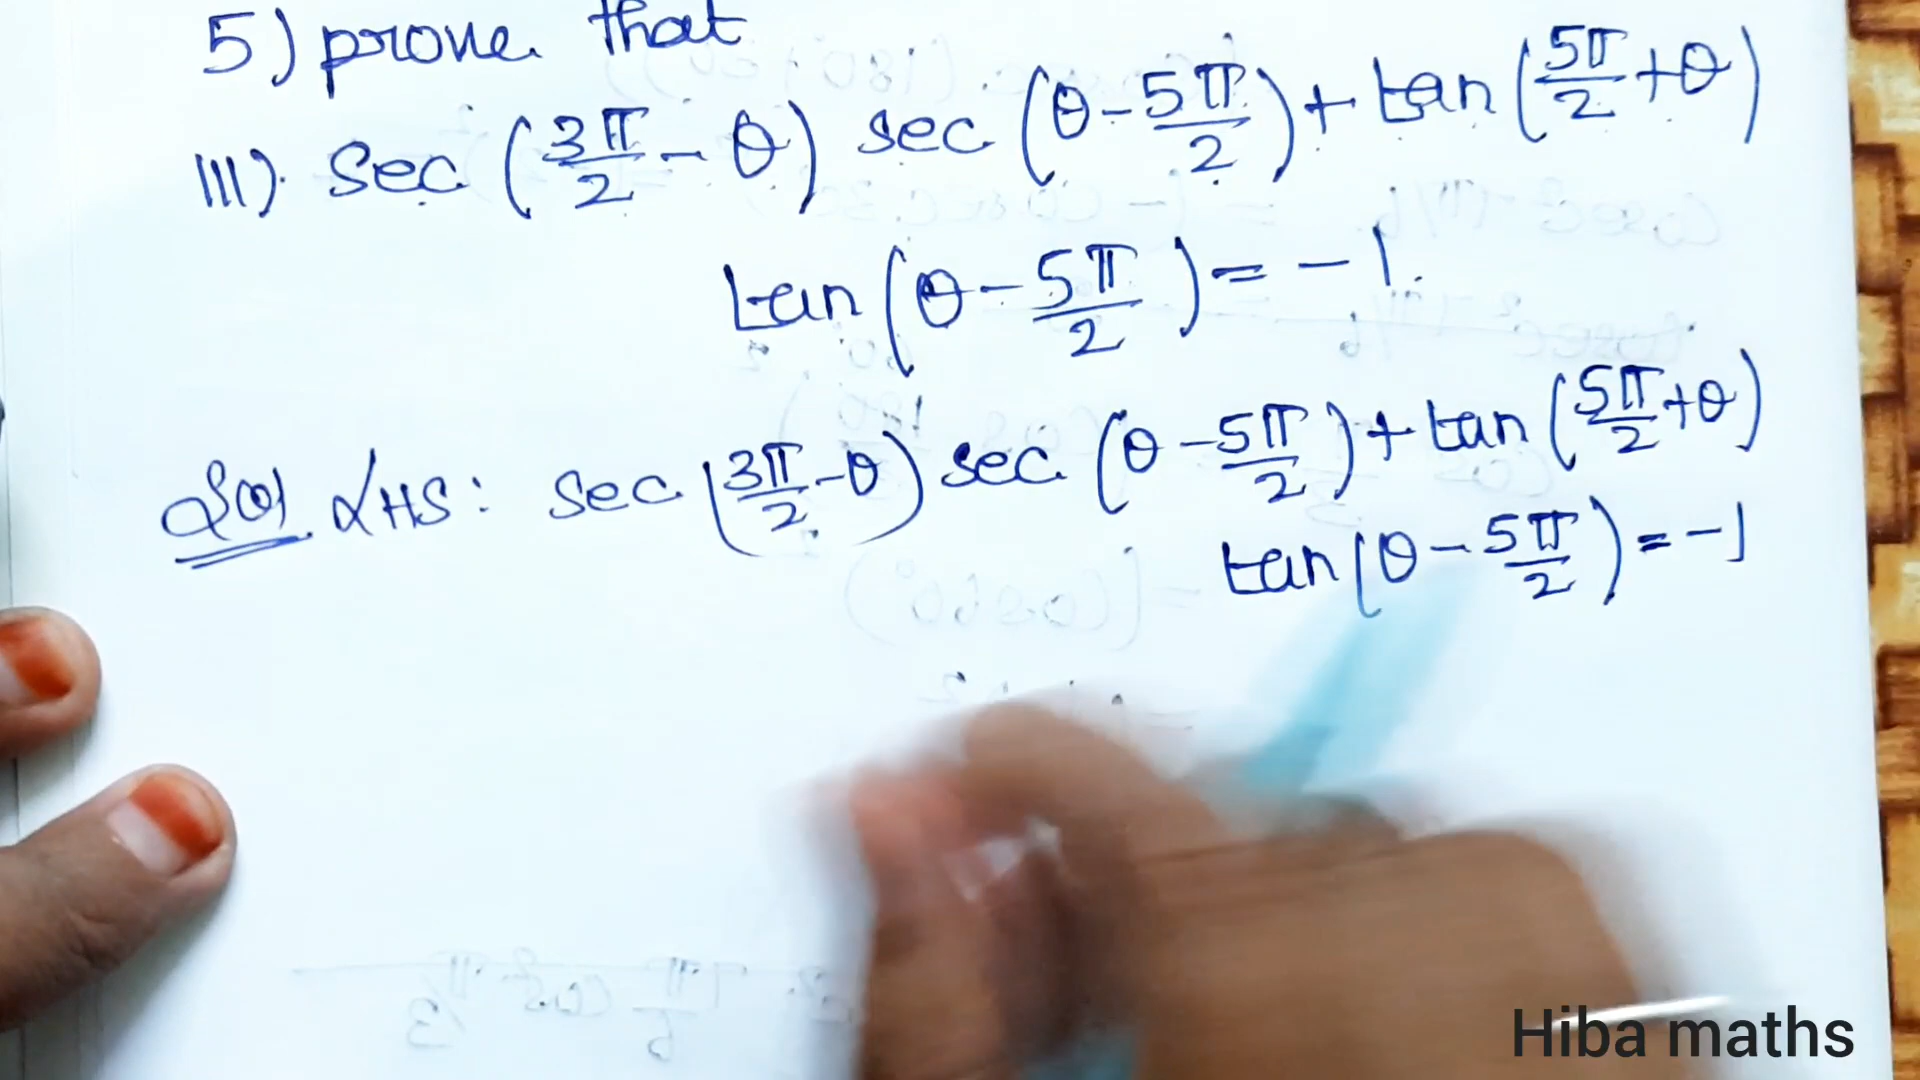 5) prove that
III) Sec (3π/2 - θ) sec (θ - 5π/2) + tan (5π/2 + θ)
tan (θ - 5π/2) = - 1.
Sol LHS: sec (3π/2 - θ) sec (θ - 5π/2) + tan (5π/2 + θ)
tan (θ - 5π/2) = -1
Hiba maths